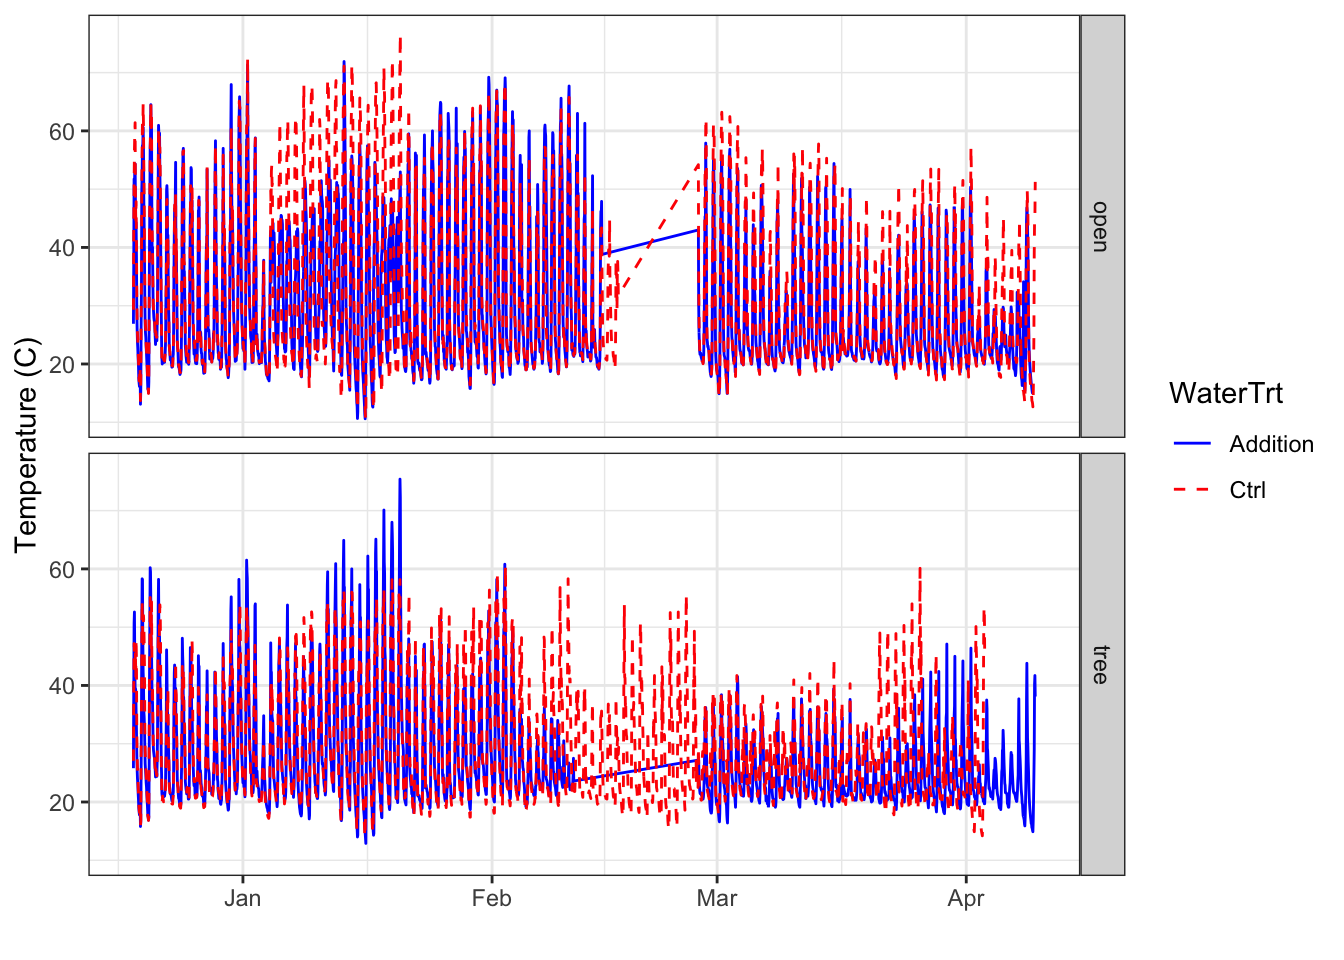 Temperature (C)
60
40
20
open
60
40
20
tree
Jan Feb Mar Apr
WaterTrt
Addition
Ctrl